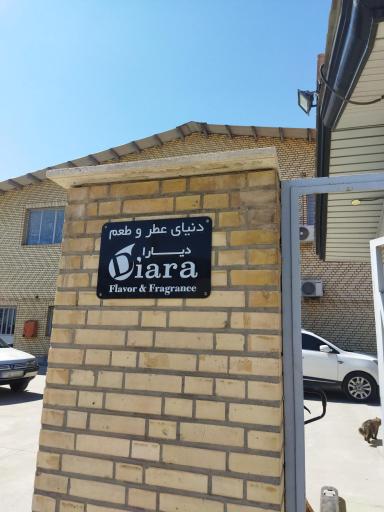 دنیای عطر و طعم
دیارا
Diara
Flavor & Fragrance